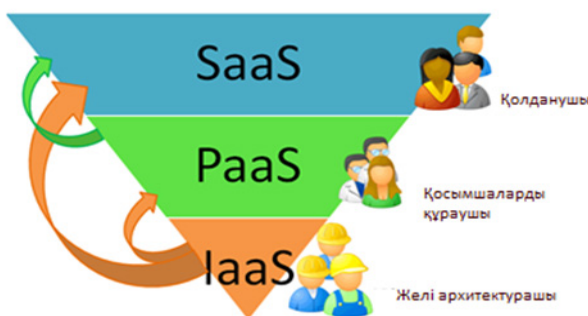 SaaS
Қолданушы
PaaS
Қосымшаларды
құраушы
IaaS
Желі архитектурашы